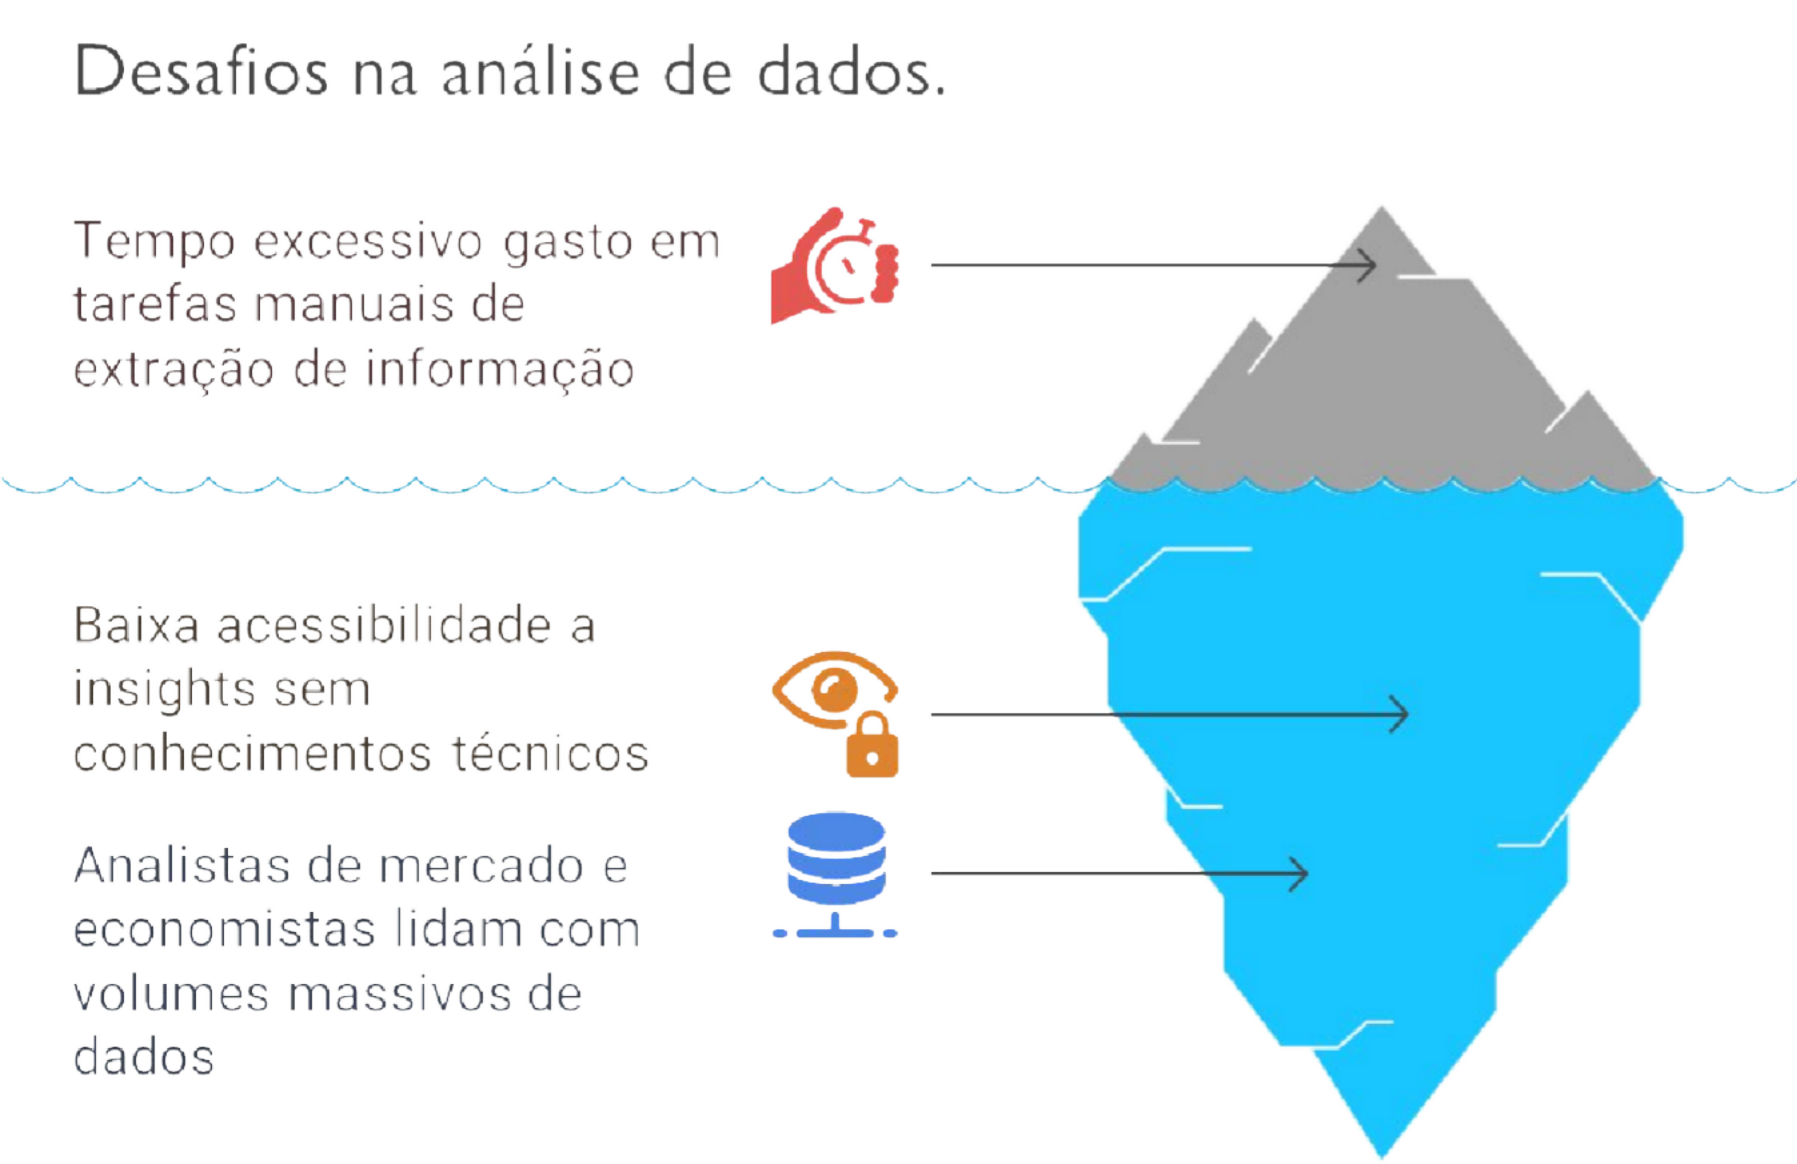 Desafios na análise de dados.
Tempo excessivo gasto em
tarefas manuais de
extração de informação
Baixa acessibilidade a
insights sem
conhecimentos técnicos
Analistas de mercado e
economistas lidam com
volumes massivos de
dados